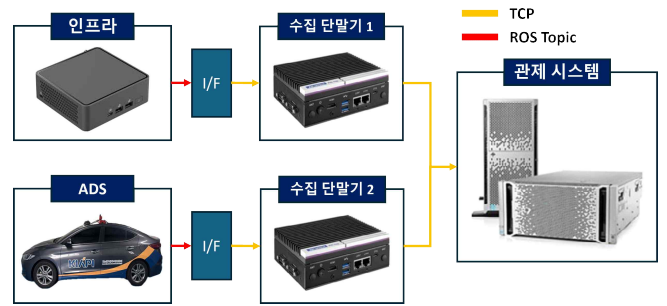 인프라
수집 단말기 1
TCP
ROS Topic
I/F
관제 시스템
ADS
수집 단말기 2
I/F
KIAPI